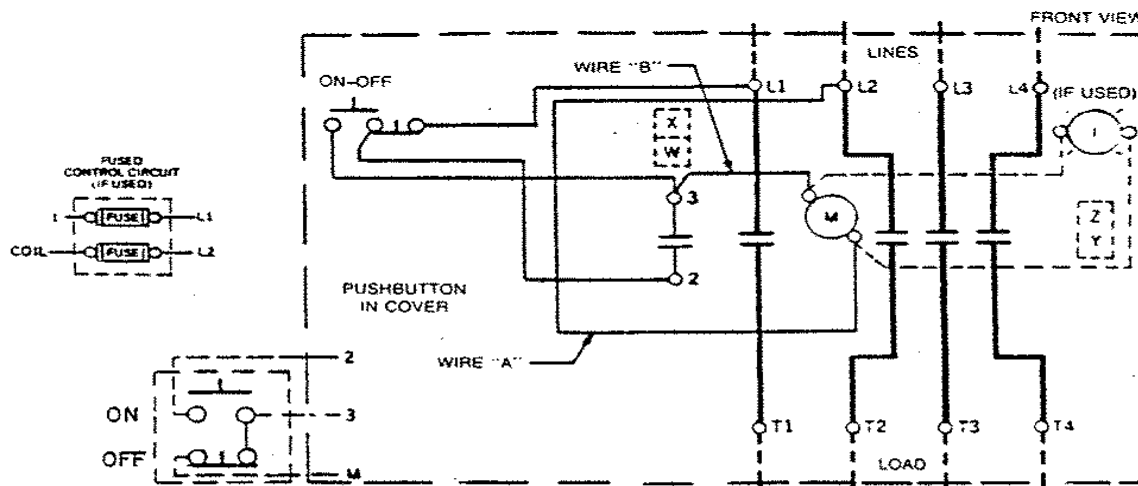 FRONT VIEW
LINES
ON-OFF
WIRE "B"
L1
L2
L3
L4
(IF USED)
1
X
W
I
FUSED
CONTROL CIRCUIT
(IF USED)
1
FUSE
L1
COIL
FUSE
L2
3
M
Z
Y
2
PUSHBUTTON
IN COVER
WIRE "A"
2
ON
3
OFF
M
T1
T2
T3
T4
LOAD